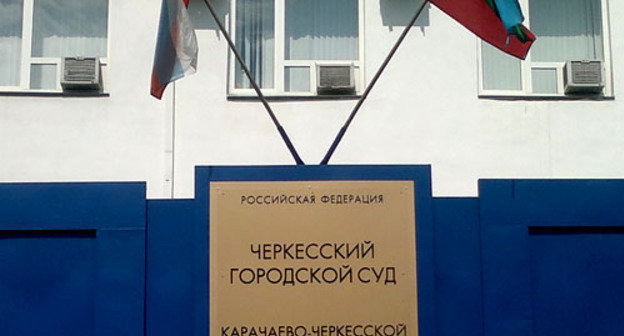 РОССИЙСКАЯ ФЕДЕРАЦИЯ
ЧЕРКЕССКИЙ
ГОРОДСКОЙ СУД
КАРАЧАЕВО-ЧЕРКЕССКОЙ